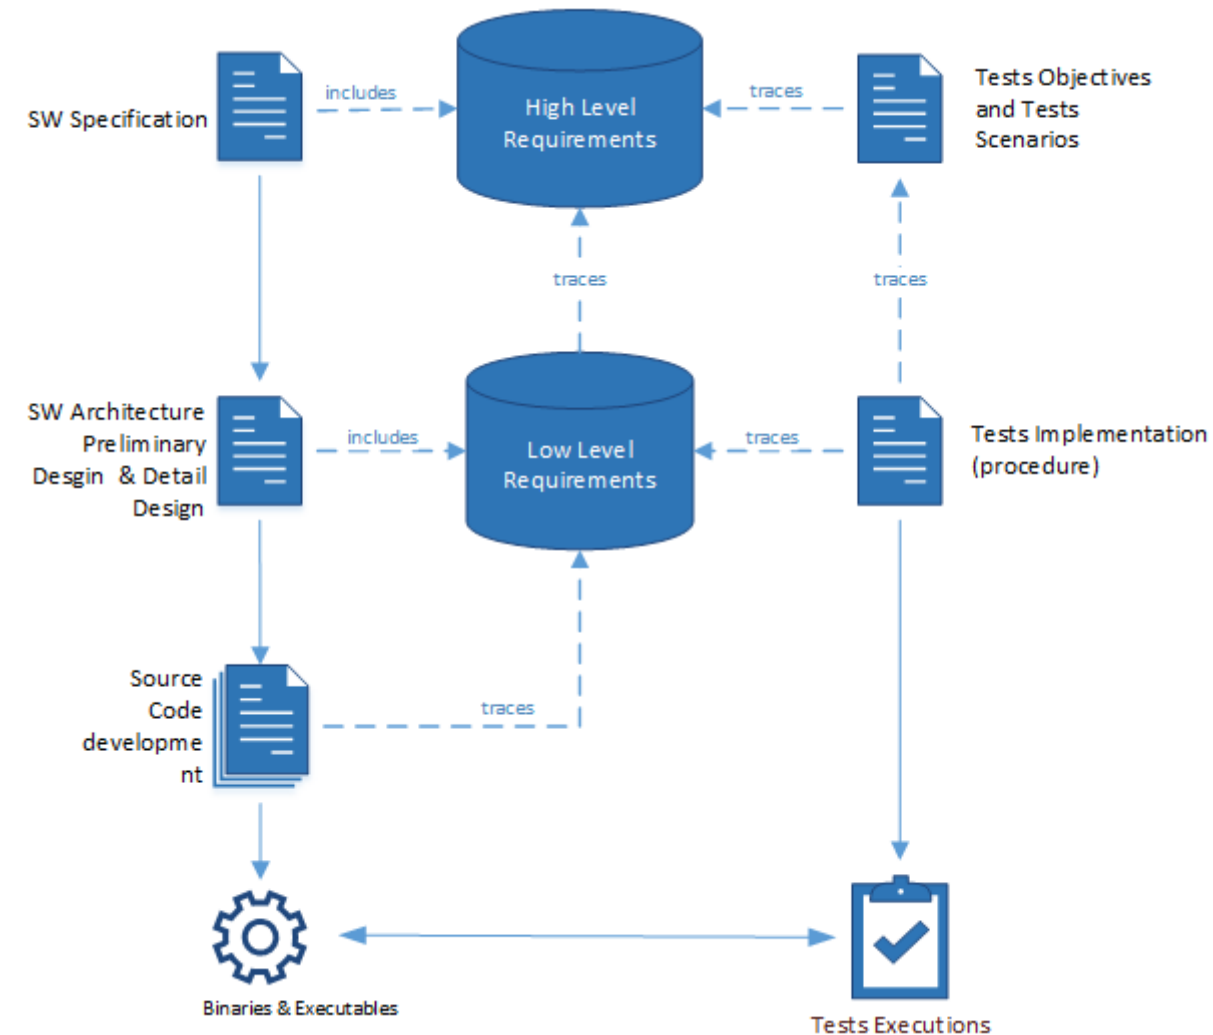 SW Specification
includes
High Level
Requirements
traces
Tests Objectives
and Tests
Scenarios
traces
traces
SW Architecture
Preliminary
Desgin & Detail
Design
includes
Low Level
Requirements
traces
Tests Implementation
(procedure)
Source
Code
developme
nt
traces
Binaries & Executables
Tests Executions